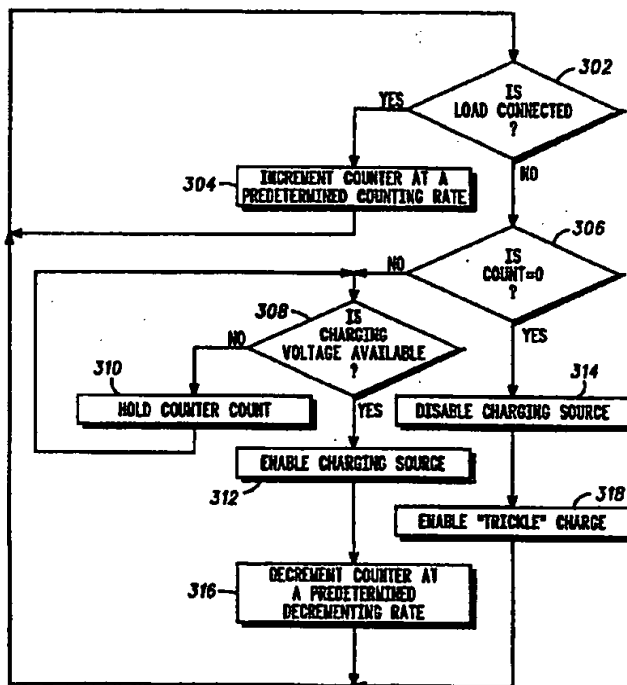 302
IS
LOAD CONNECTED
?
YES
NO
304
INCREMENT COUNTER AT A
PREDETERMINED COUNTING RATE
306
IS
COUNT=0
?
NO
YES
308
IS
CHARGING
VOLTAGE AVAILABLE
?
NO
YES
310
HOLD COUNTER COUNT
314
DISABLE CHARGING SOURCE
ENABLE CHARGING SOURCE
312
318
ENABLE "TRICKLE" CHARGE
316
DECREMENT COUNTER AT
A PREDETERMINED
DECREMENTING RATE